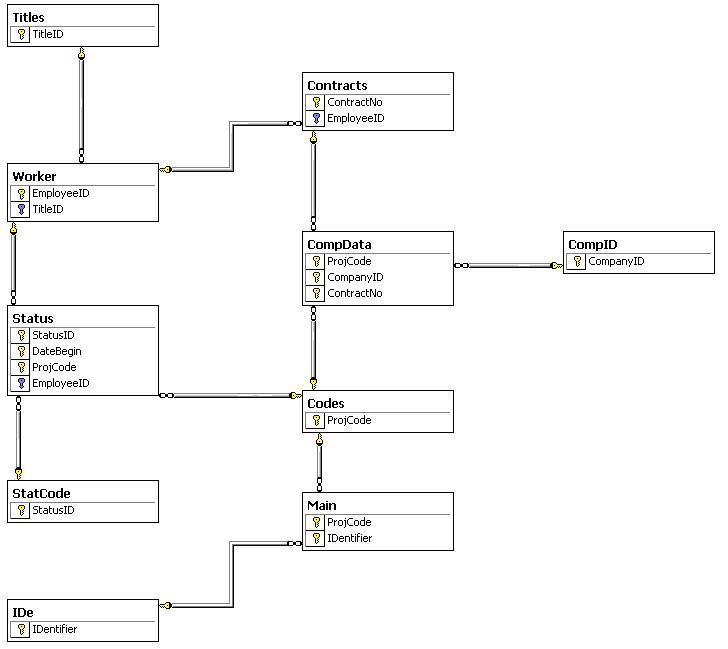 Titles
TitleID
Contracts
ContractNo
EmployeeID
Worker
EmployeeID
TitleID
CompData
ProjCode
CompanyID
ContractNo
CompID
CompanyID
Status
StatusID
DateBegin
ProjCode
EmployeeID
Codes
ProjCode
StatCode
StatusID
Main
ProjCode
IDentifier
IDe
IDentifier